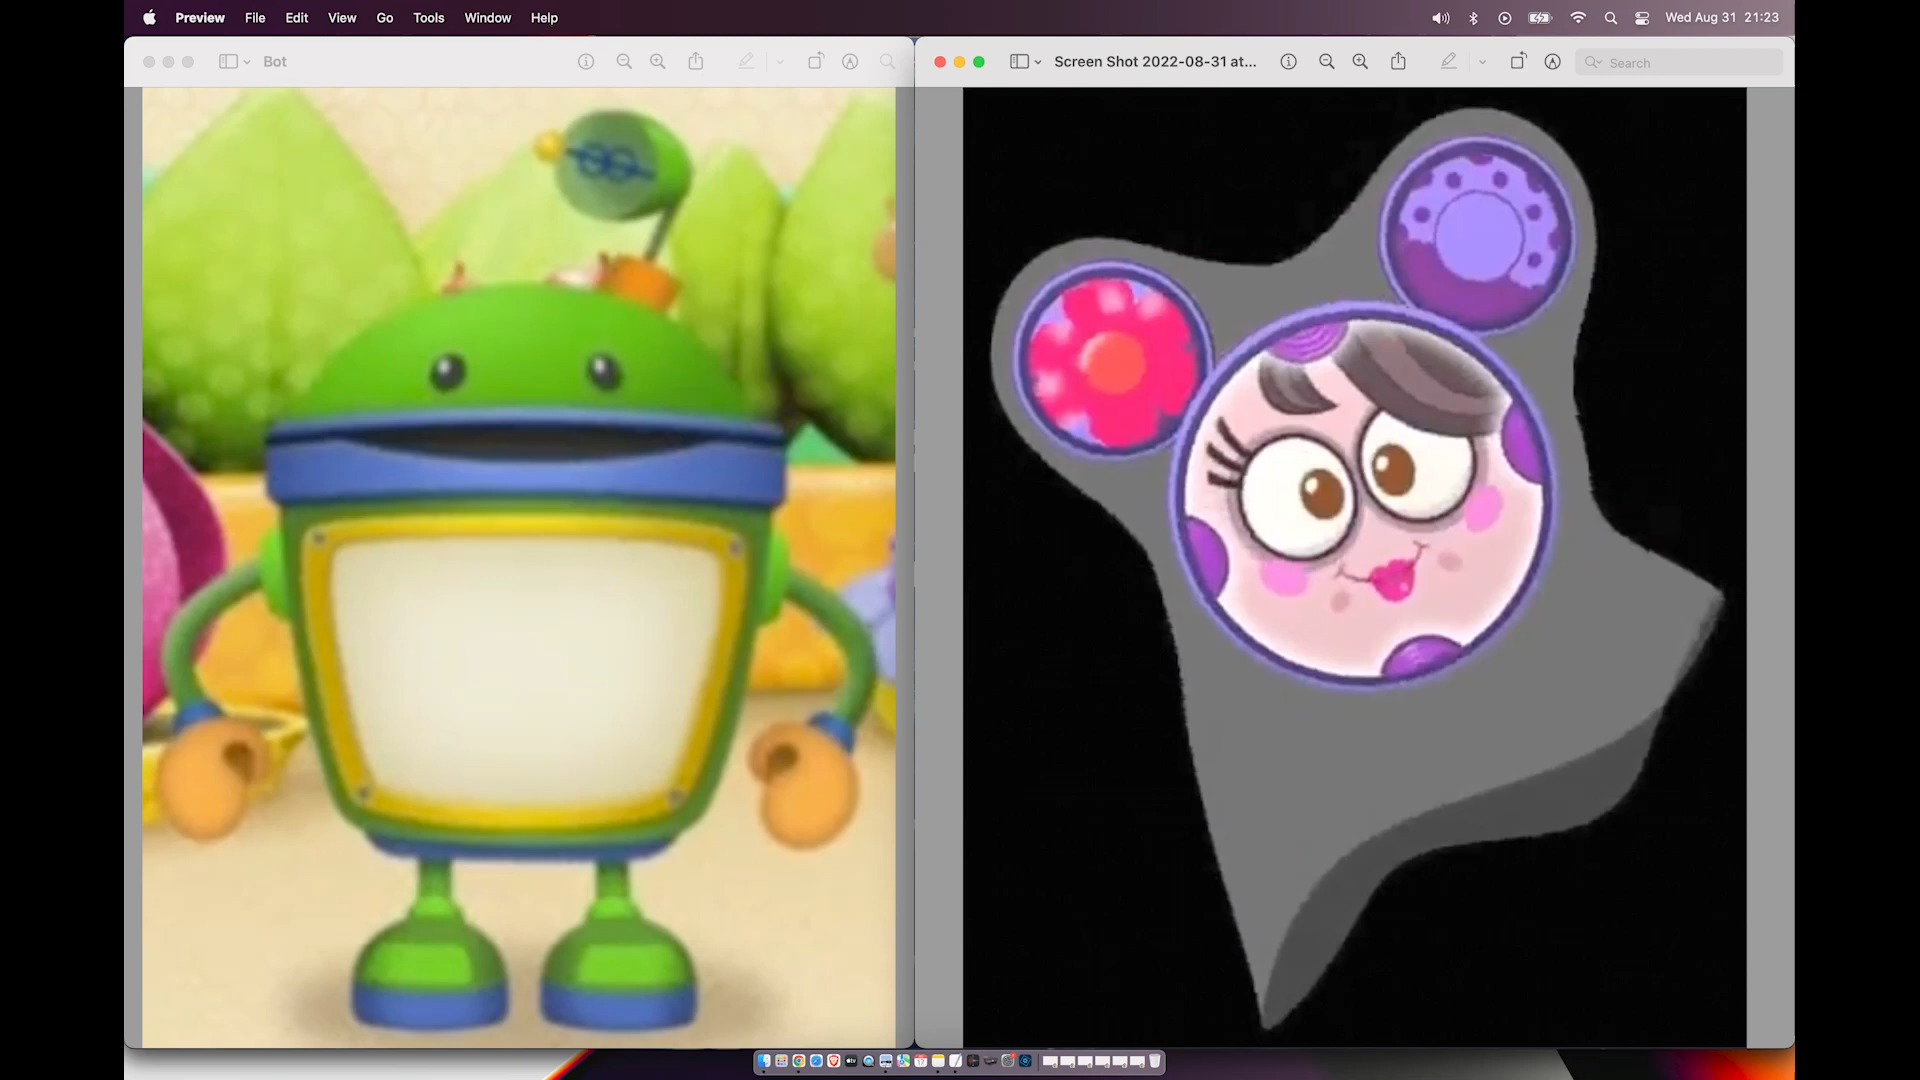 Preview File Edit View Go Tools Window Help
Wed Aug 31 21:23
Bot
Screen Shot 2022-08-31 at...
Search